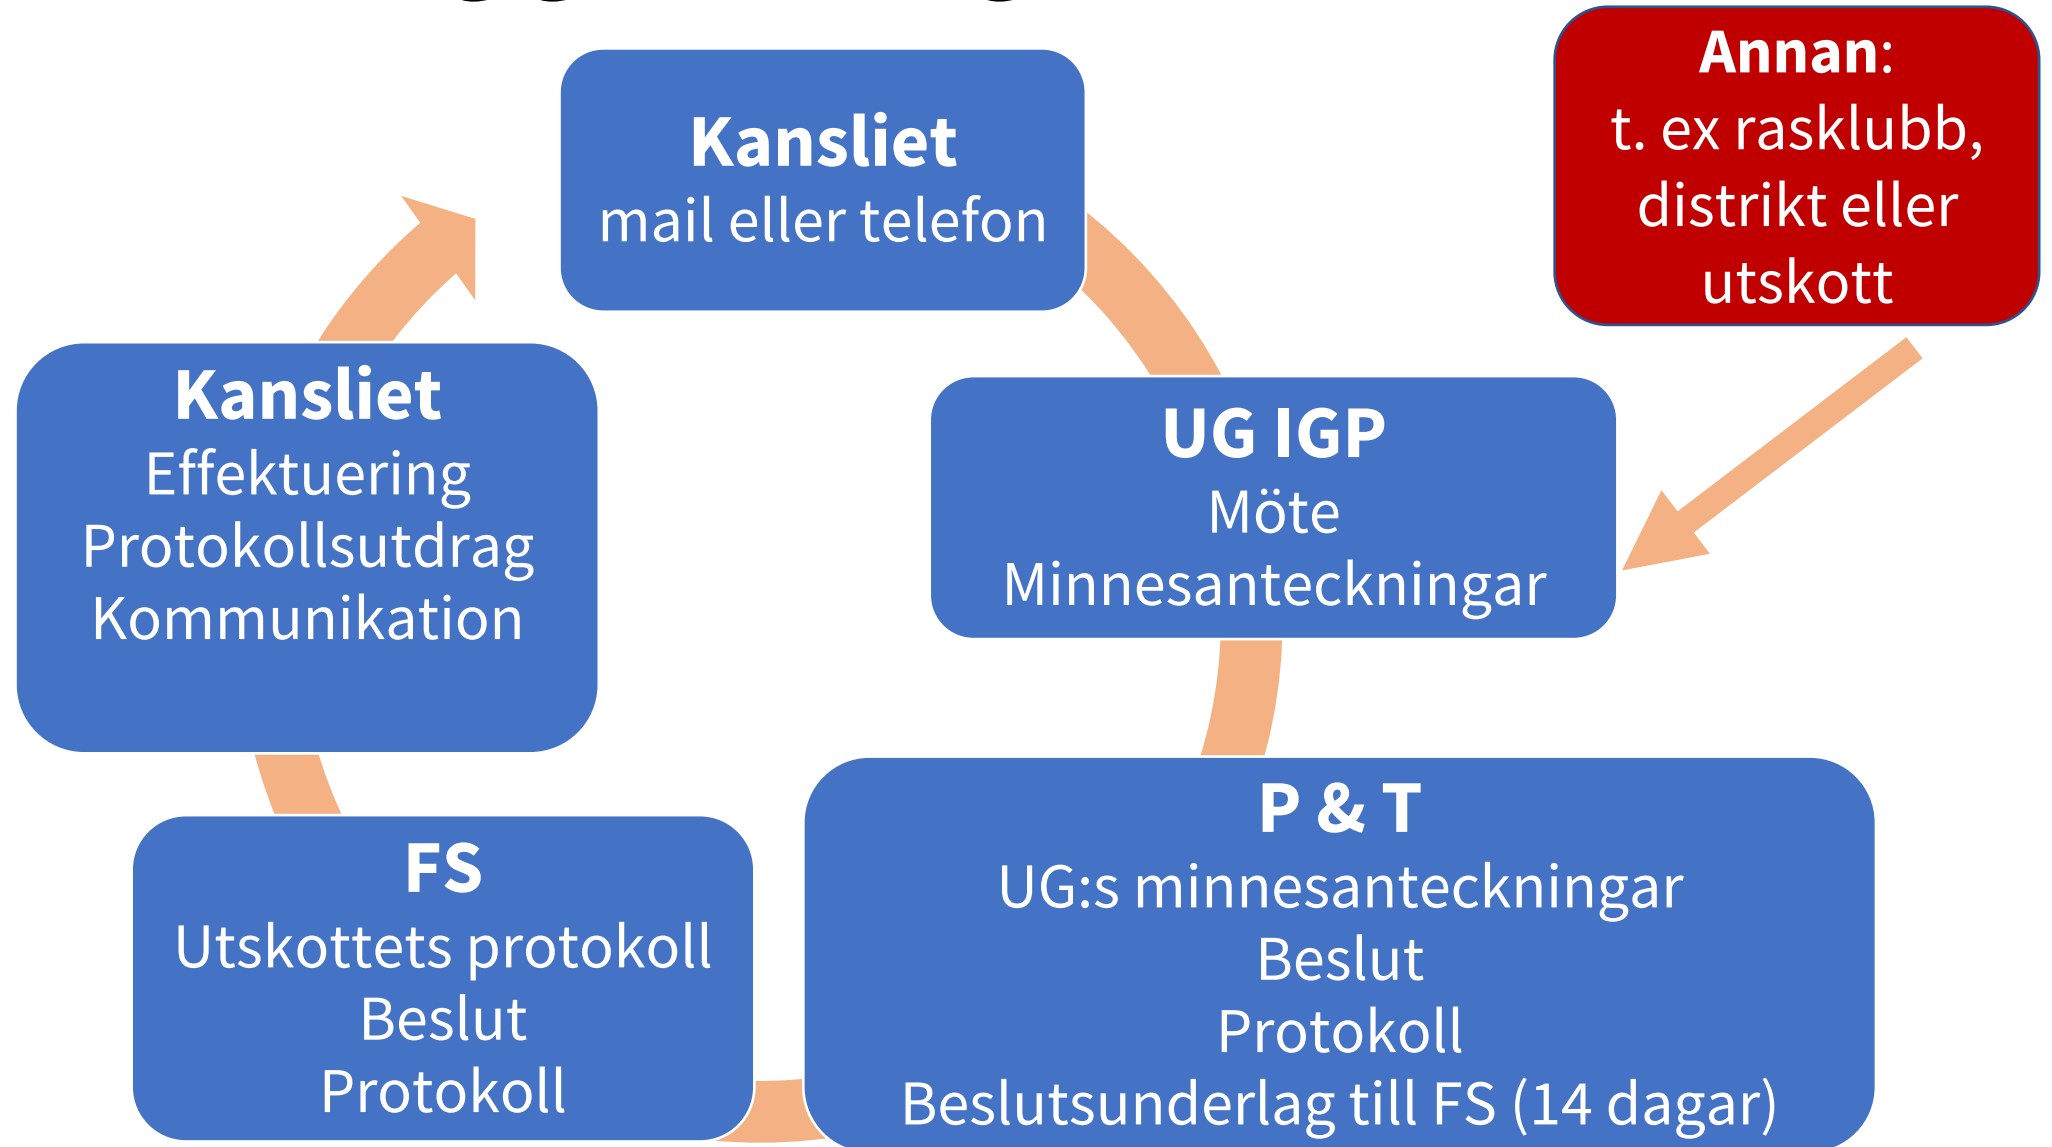 Kansliet
mail eller telefon
Annan:
t. ex rasklubb,
distrikt eller
utskott
UG IGP
Möte
Minnesanteckningar
P & T
UG:s minnesanteckningar
Beslut
Protokoll
Beslutsunderlag till FS (14 dagar)
FS
Utskottets protokoll
Beslut
Protokoll
Kansliet
Effektuering
Protokollsutdrag
Kommunikation